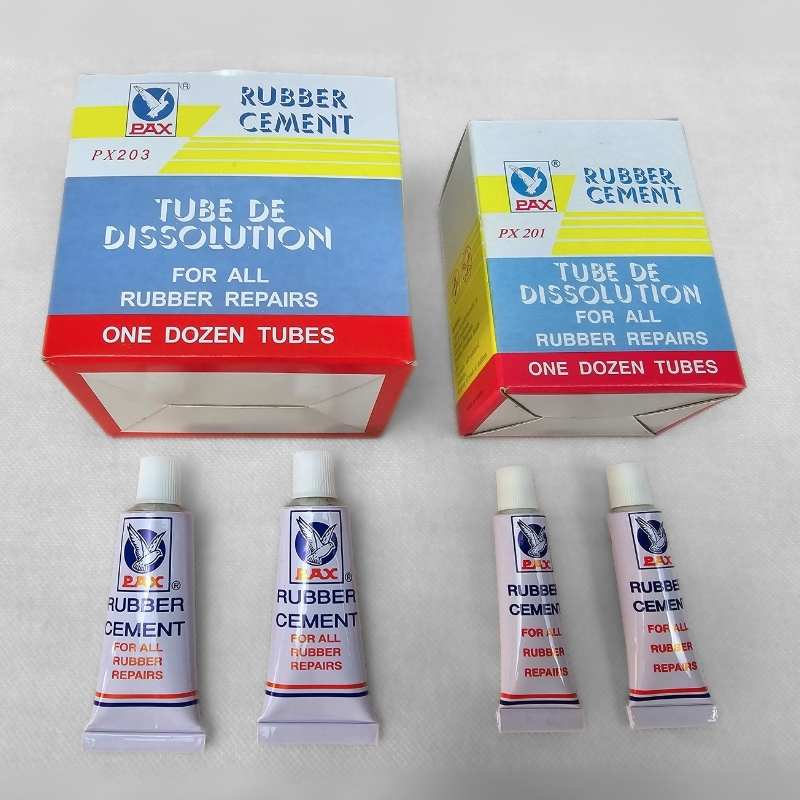 PAX
®
RUBBER
CEMENT
PX203
TUBE DE
DISSOLUTION
FOR ALL
RUBBER REPAIRS
ONE DOZEN TUBES
PAX
®
RUBBER
CEMENT
PX 201
TUBE DE
DISSOLUTION
FOR ALL
RUBBER REPAIRS
ONE DOZEN TUBES
PAX
®
RUBBER
CEMENT
FOR ALL
RUBBER
REPAIRS
PAX
®
RUBBER
CEMENT
FOR ALL
RUBBER
REPAIRS
PAX
RUBBER
CEMENT
FOR ALL
RUBBER
REPAIRS
PAX
RUBBER
CEMENT
FOR ALL
RUBBER
REPAIRS